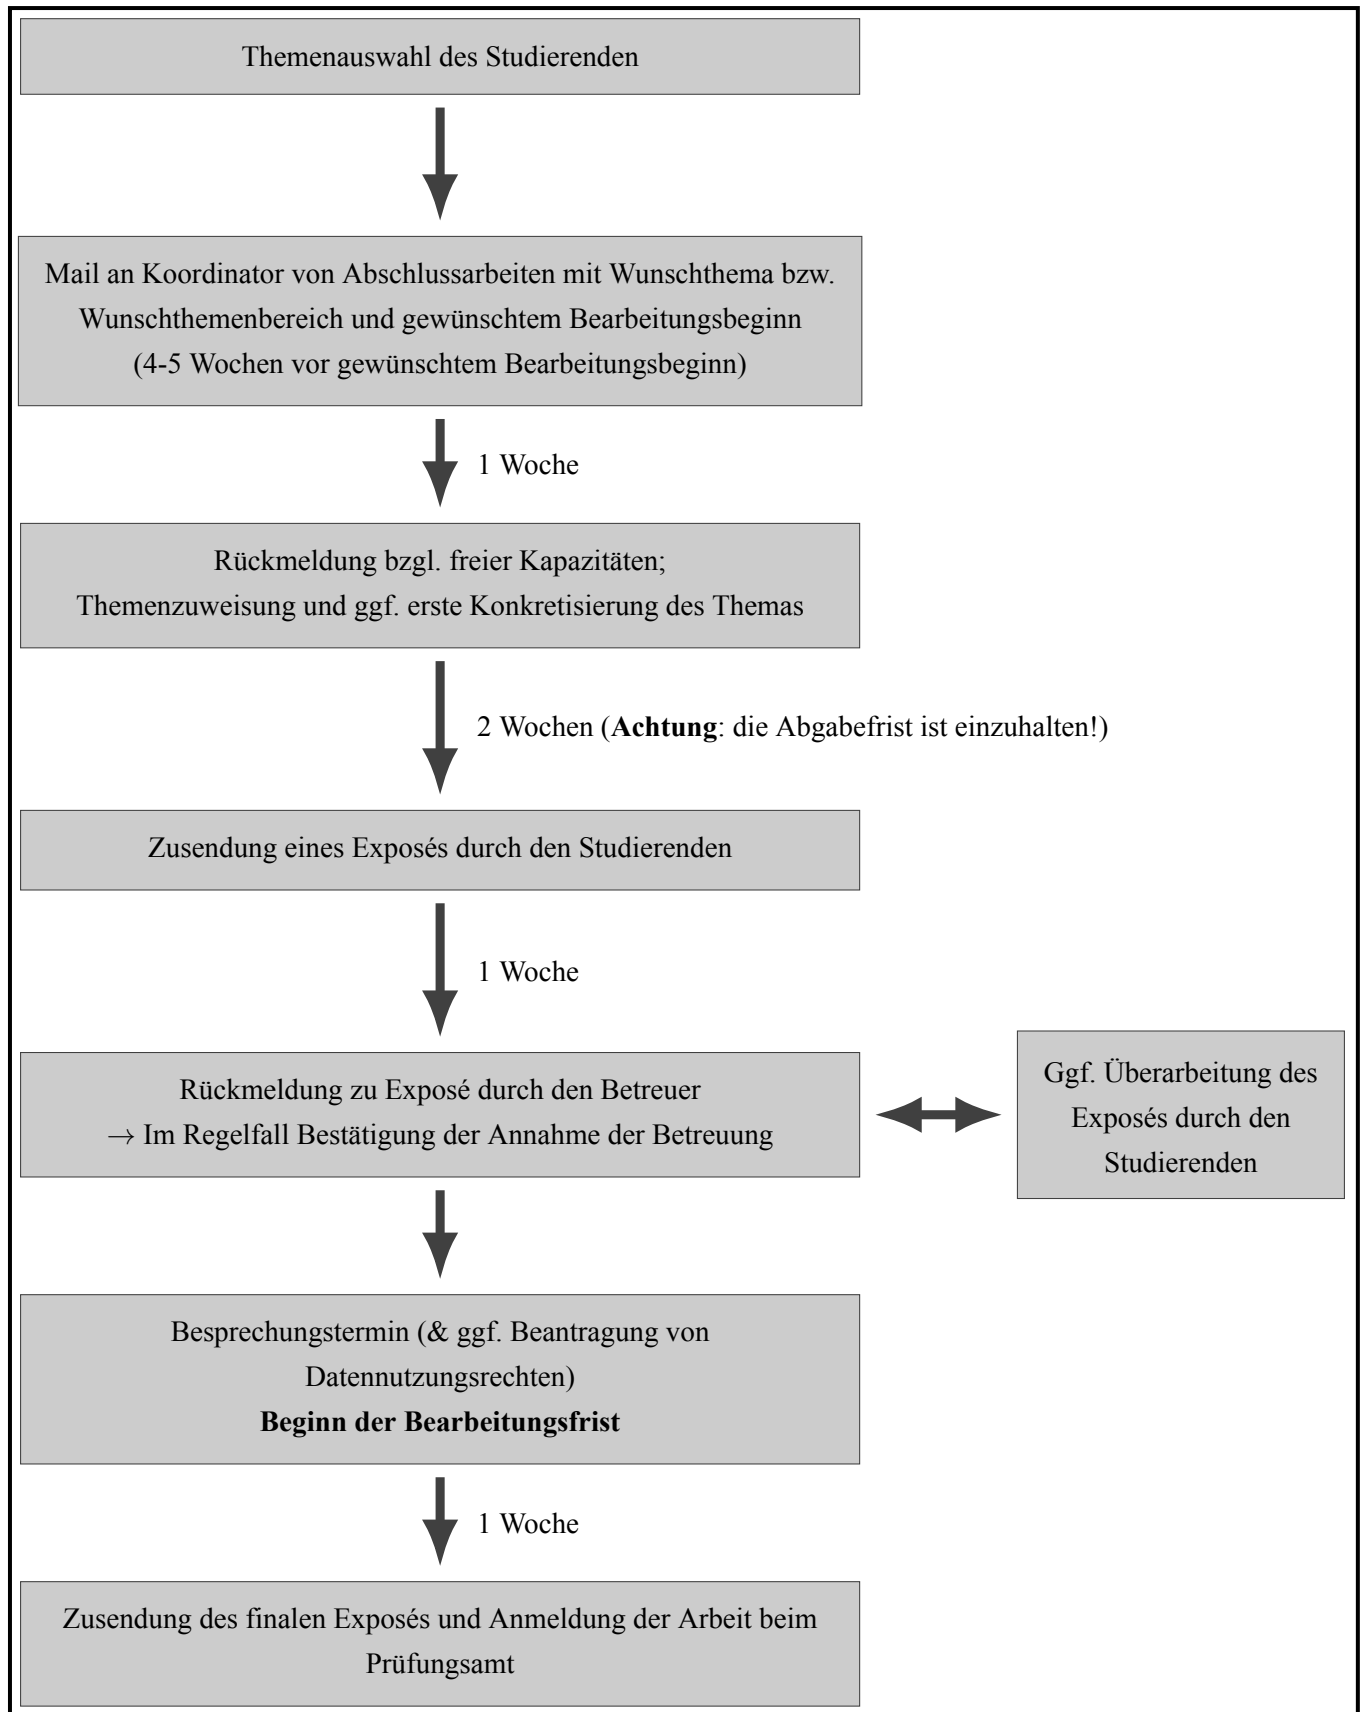 Themenauswahl des Studierenden
Mail an Koordinator von Abschlussarbeiten mit Wunschthema bzw.
Wunschthemenbereich und gewünschtem Bearbeitungsbeginn
(4-5 Wochen vor gewünschtem Bearbeitungsbeginn)
1 Woche
Rückmeldung bzgl. freier Kapazitäten;
Themenzuweisung und ggf. erste Konkretisierung des Themas
2 Wochen (Achtung: die Abgabefrist ist einzuhalten!)
Zusendung eines Exposés durch den Studierenden
1 Woche
Rückmeldung zu Exposé durch den Betreuer
→ Im Regelfall Bestätigung der Annahme der Betreuung
Ggf. Überarbeitung des
Exposés durch den
Studierenden
Besprechungstermin (& ggf. Beantragung von
Datennutzungsrechten)
Beginn der Bearbeitungsfrist
1 Woche
Zusendung des finalen Exposés und Anmeldung der Arbeit beim
Prüfungsamt